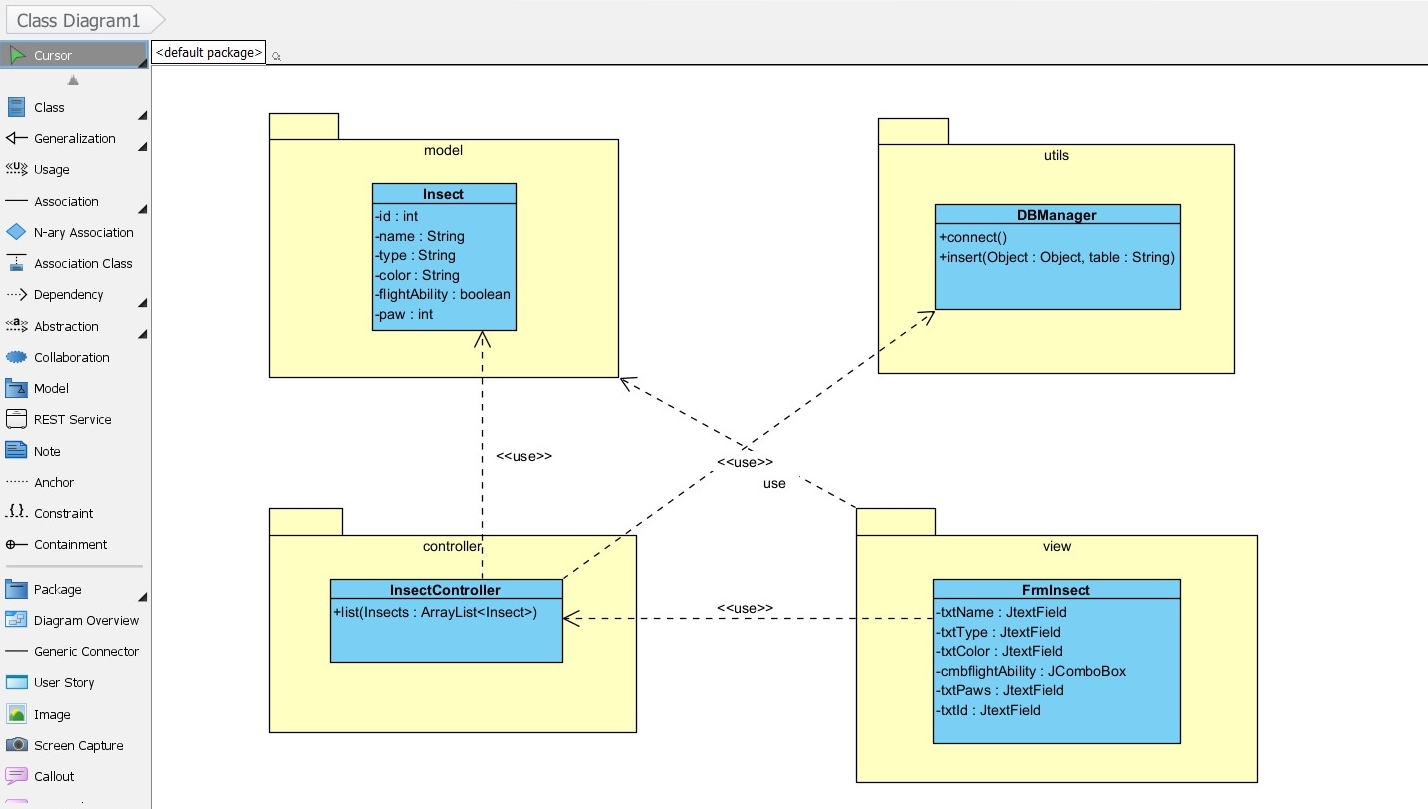 Class Diagram1
Cursor
Class
Generalization
Usage
Association
N-ary Association
Association Class
Dependency
Abstraction
Collaboration
Model
REST Service
Note
Anchor
Constraint
Containment
Package
Diagram Overview
Generic Connector
User Story
Image
Screen Capture
Callout
<default package>
model
Insect
-id : int
-name : String
-type : String
-color : String
-flightAbility : boolean
-paw : int
utils
DBManager
+connect()
+insert(Object : Object, table : String)
<<use>>
<<use>>
use
controller
InsectController
+list(Insects : ArrayList<Insect>)
<<use>>
view
FrmInsect
-txtName : JtextField
-txtType : JtextField
-txtColor : JtextField
-cmbflightAbility : JComboBox
-txtPaws : JtextField
-txtId : JtextField